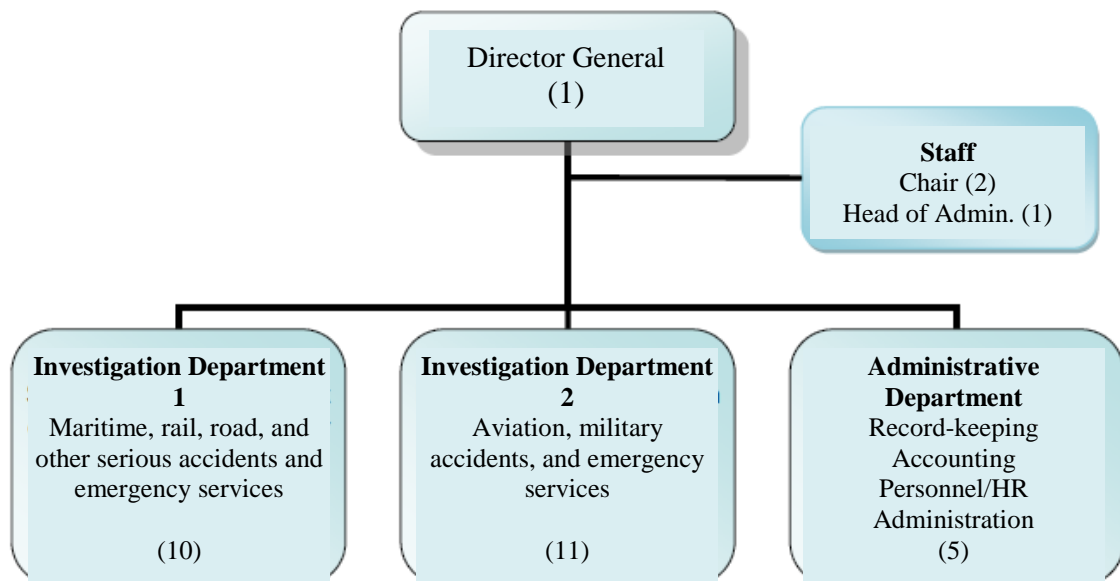 Director General
(1)
Staff
Chair (2)
Head of Admin. (1)
Investigation Department
1
Maritime, rail, road, and
other serious accidents and
emergency services
(10)
Investigation Department
2
Aviation, military
accidents, and emergency
services
(11)
Administrative
Department
Record-keeping
Accounting
Personnel/HR
Administration
(5)